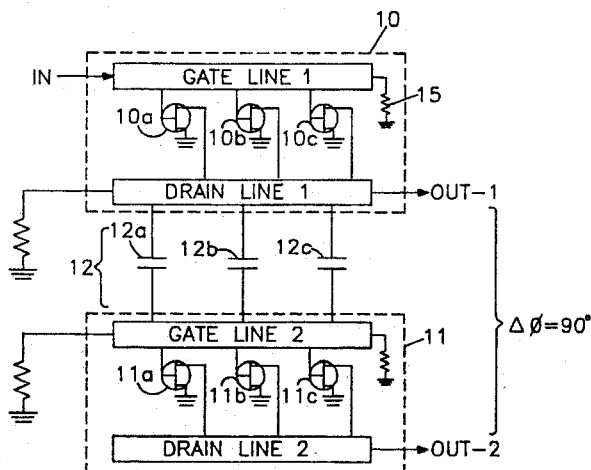 10
IN
GATE LINE 1
15
10a
10b
10c
DRAIN LINE 1
OUT-1
12
12a
12b
12c
Δ Ø=90°
GATE LINE 2
11
11a
11b
11c
DRAIN LINE 2
OUT-2